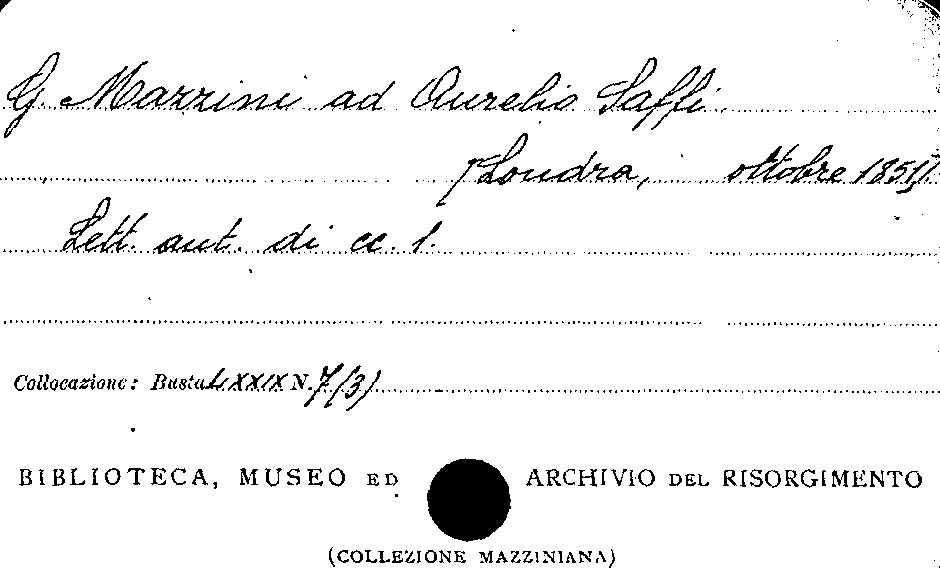 G. Mazzini ad Aurelio Saffi.
[Londra, ottobre 1851].
Lett. aut. di cc. 1.
Collocazione: Busta LXXIX N. 7(3)
BIBLIOTECA, MUSEO ED ARCHIVIO DEL RISORGIMENTO
(COLLEZIONE MAZZINIANA)